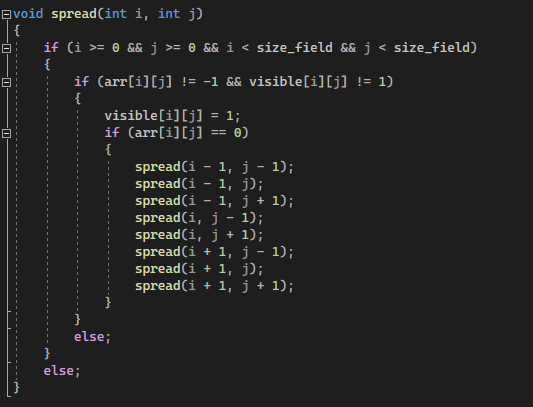 void spread(int i, int j)
{
    if (i >= 0 && j >= 0 && i < size_field && j < size_field)
    {
        if (arr[i][j] != -1 && visible[i][j] != 1)
        {
            visible[i][j] = 1;
            if (arr[i][j] == 0)
            {
                spread(i - 1, j - 1);
                spread(i - 1, j);
                spread(i - 1, j + 1);
                spread(i, j - 1);
                spread(i, j + 1);
                spread(i + 1, j - 1);
                spread(i + 1, j);
                spread(i + 1, j + 1);
            }
        }
        else;
    }
    else;
}